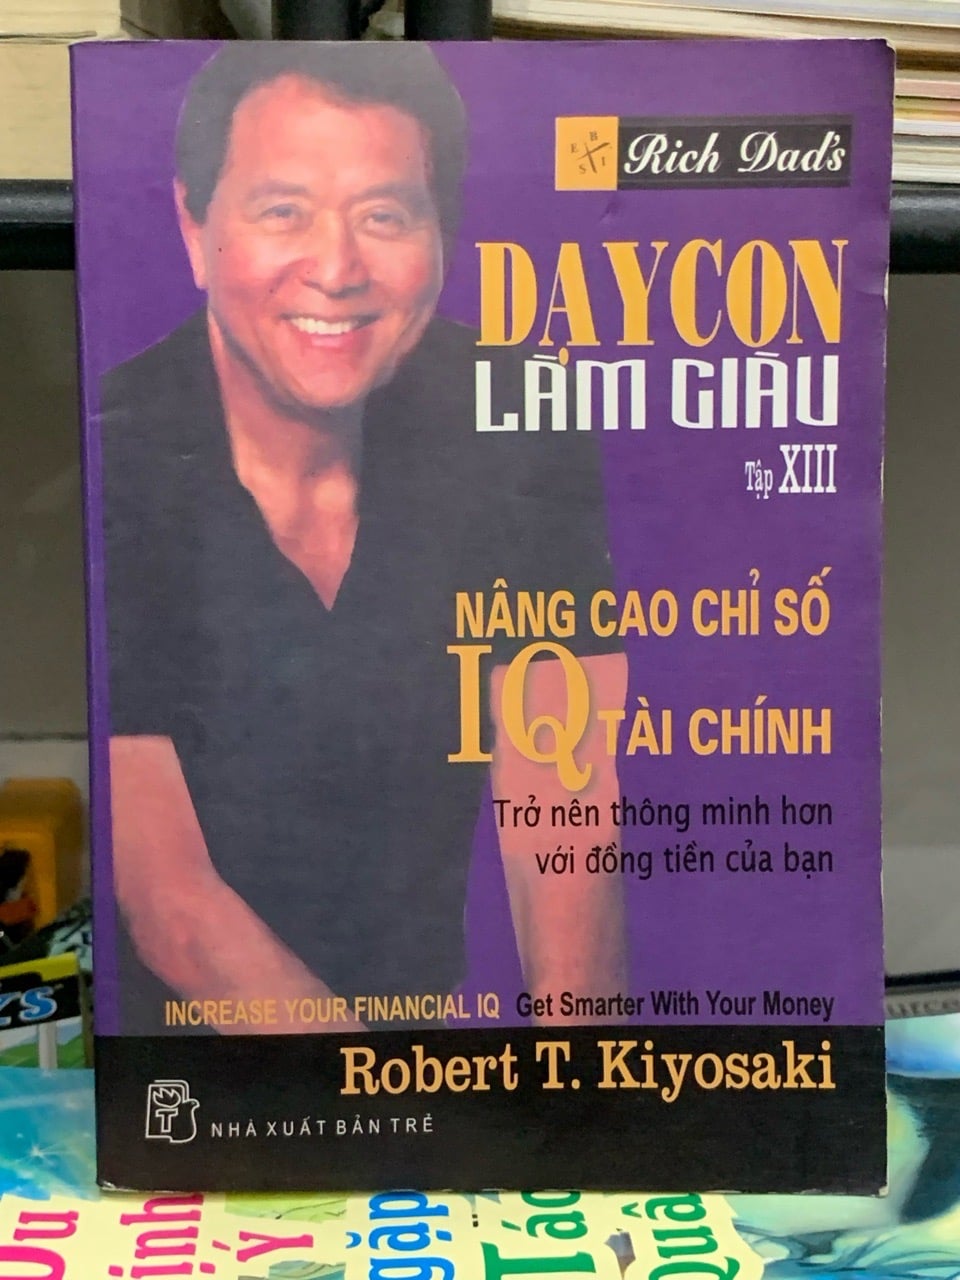 B
E I
S
Rich Dad's
DẠY CON
LÀM GIÀU
Tập XIII
NÂNG CAO CHỈ SỐ
IQ TÀI CHÍNH
Trở nên thông minh hơn
với đồng tiền của bạn
INCREASE YOUR FINANCIAL IQ Get Smarter With Your Money
Robert T. Kiyosaki
T
NHÀ XUẤT BẢN TRẺ